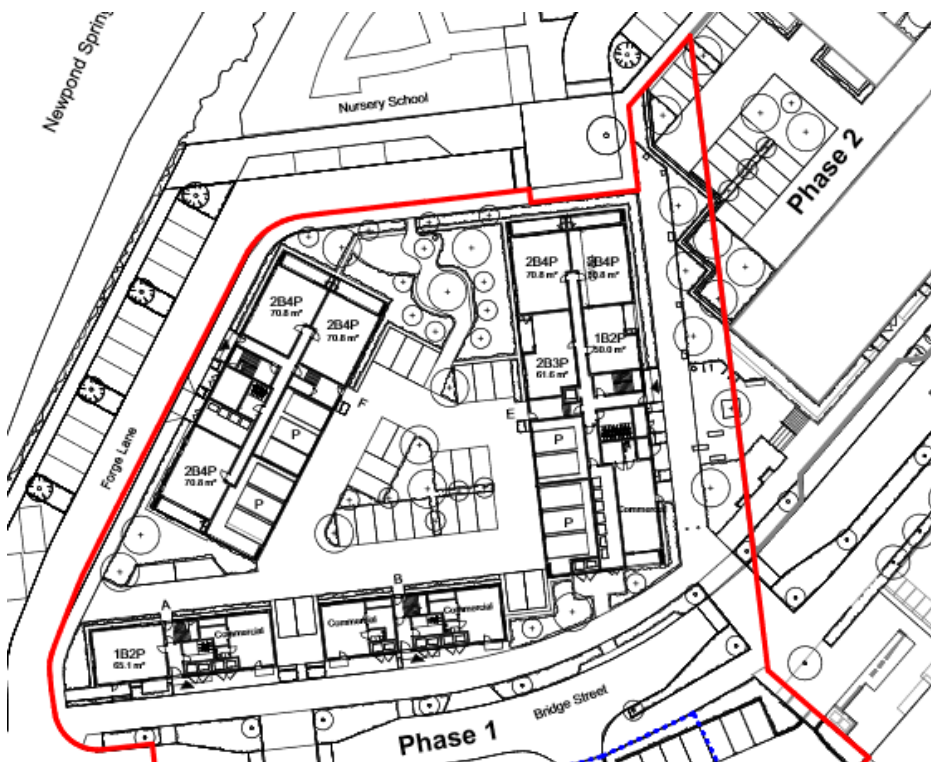 Newpond Spring
Nursery School
Phase 2
2B4P
70.8 m²
2B4P
70.8 m²
2B4P
70.8 m²
2B4P
1B2P
50.0 m²
2B3P
61.6 m²
F
E
P
P
2B4P
70.8 m²
P
P
Commercial
Forge Lane
A
B
Commercial
Commercial
Commercial
1B2P
65.1 m²
Bridge Street
Phase 1